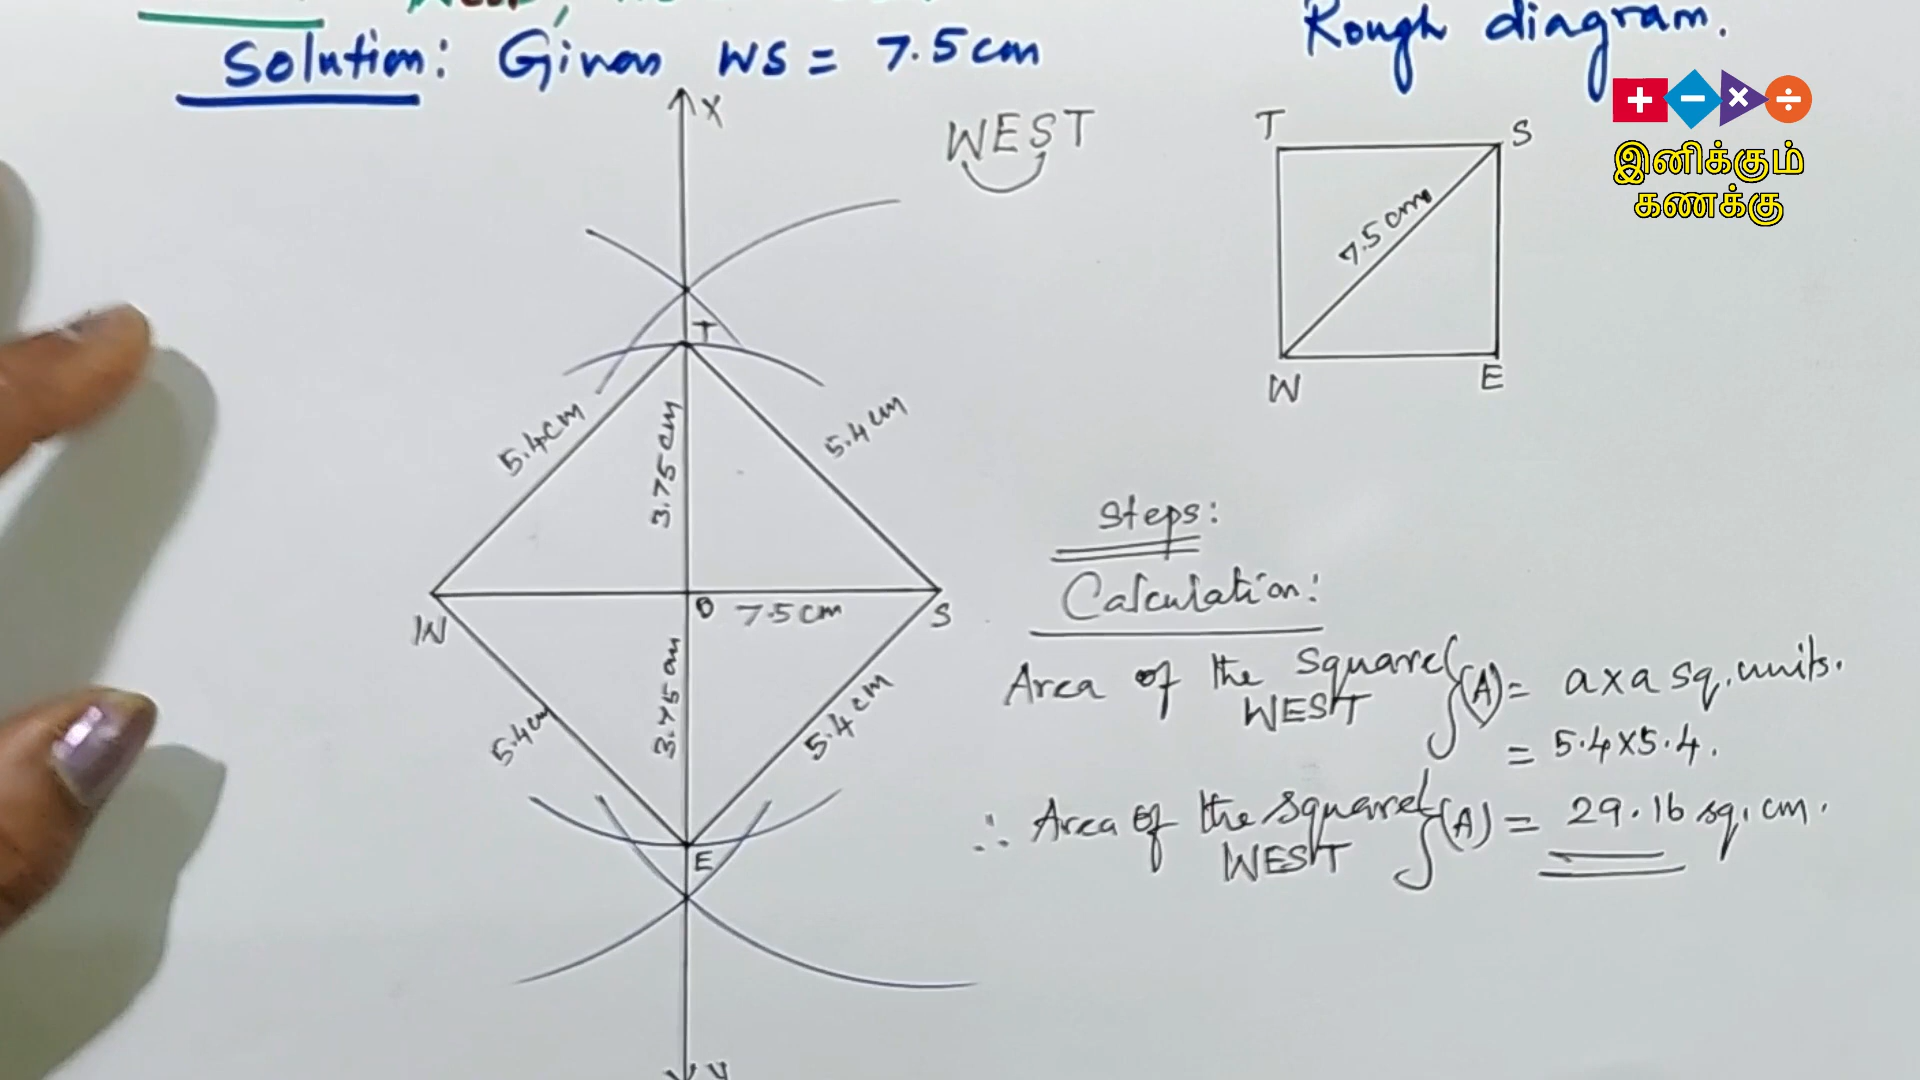 Solution: Given WS = 7.5cm
Rough diagram.
X
WEST
T
S
7.5cm
W
E
இனிக்கும்
கணக்கு
T
5.4cm
5.4cm
3.75cm
W
O
7.5cm
S
3.75cm
5.4cm
5.4cm
E
Y
Steps:
Calculation:
Area of the square WEST } (A) = a x a sq. units.
= 5.4 x 5.4.
∴ Area of the square WEST } (A) = 29.16 sq. cm.